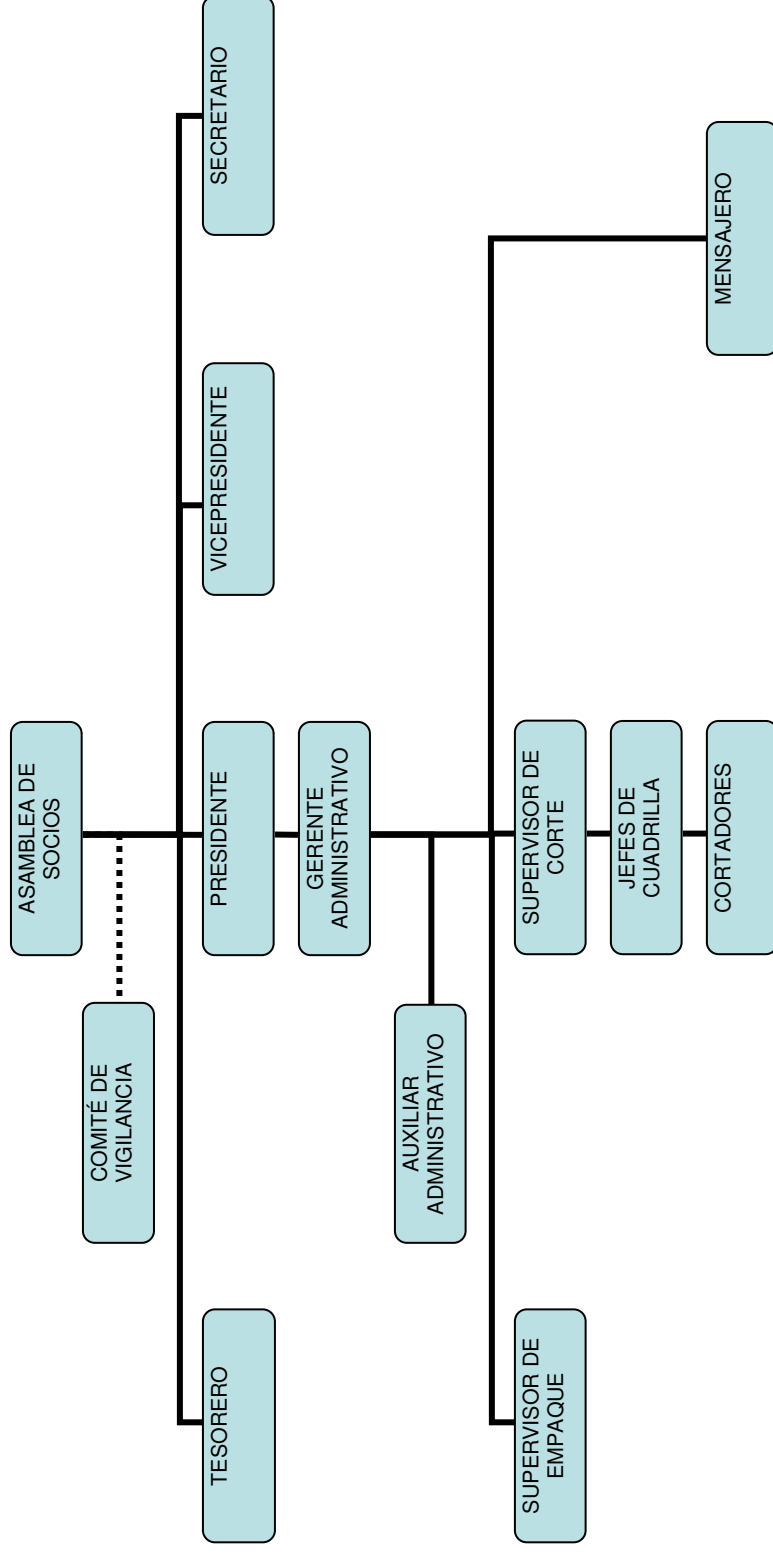 ASAMBLEA DE
SOCIOS
COMITÉ DE
VIGILANCIA
TESORERO
PRESIDENTE
VICEPRESIDENTE
SECRETARIO
GERENTE
ADMINISTRATIVO
AUXILIAR
ADMINISTRATIVO
SUPERVISOR DE
EMPAQUE
SUPERVISOR DE
CORTE
JEFES DE
CUADRILLA
CORTADORES
MENSAJERO